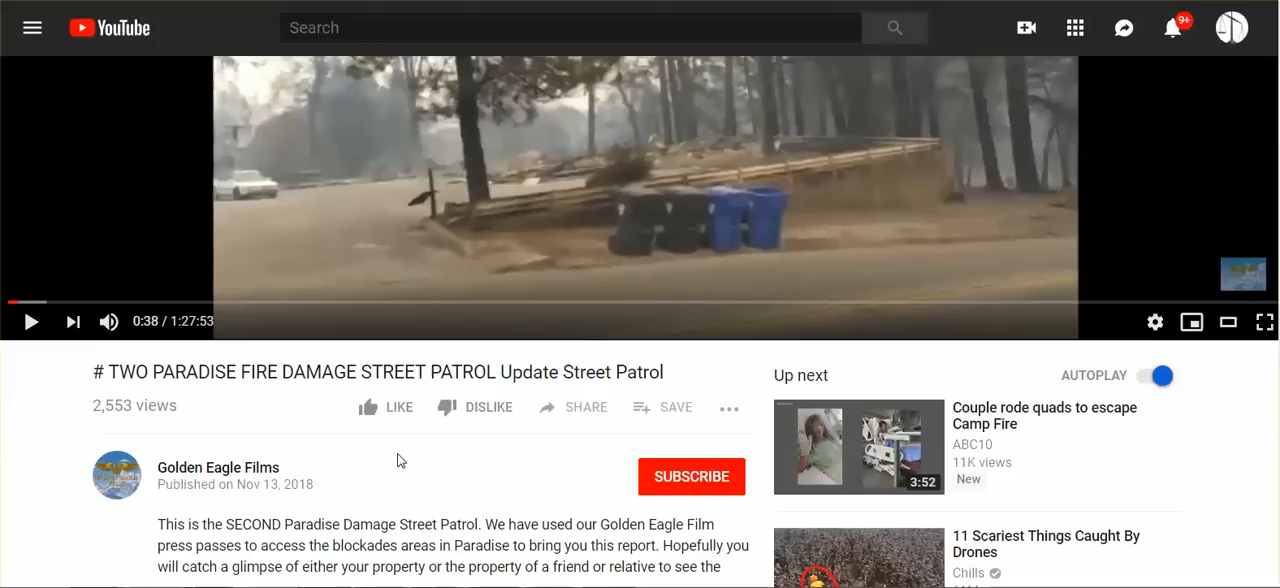 YouTube
Search
9+
0:38 / 1:27:53
# TWO PARADISE FIRE DAMAGE STREET PATROL Update Street Patrol
2,553 views
LIKE
DISLIKE
SHARE
SAVE
Golden Eagle Films
Published on Nov 13, 2018
SUBSCRIBE
This is the SECOND Paradise Damage Street Patrol. We have used our Golden Eagle Film
press passes to access the blockades areas in Paradise to bring you this report. Hopefully you
will catch a glimpse of either your property or the property of a friend or relative to see the
Up next
AUTOPLAY
3:52
Couple rode quads to escape
Camp Fire
ABC10
11K views
New
11 Scariest Things Caught By
Drones
Chills